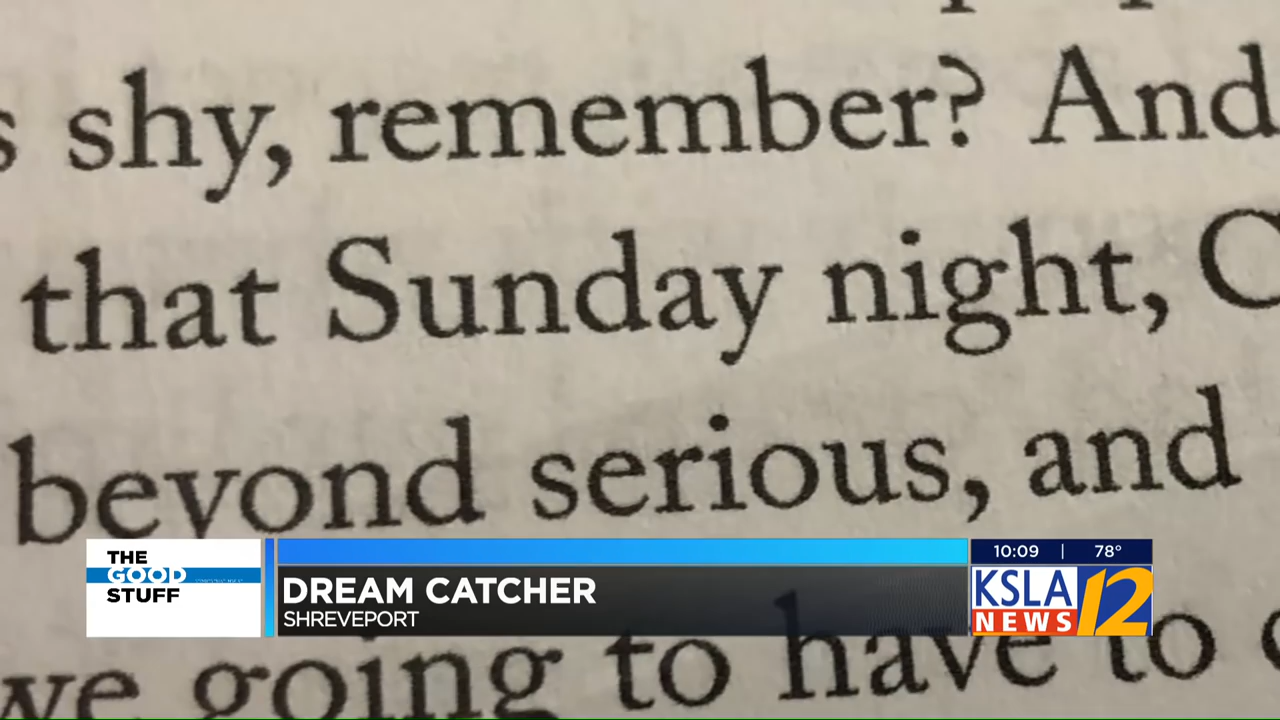 s shy, remember? And
that Sunday night, C
beyond serious, and
we going to have to
THE
GOOD
STUFF
DREAM CATCHER
SHREVEPORT
10:09 | 78°
KSLA 12
NEWS